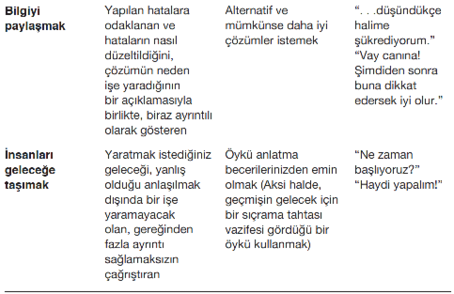 Bilgiyi
paylaşmak
Yapılan hatalara
odaklanan ve
hataların nasıl
düzeltildiğini,
çözümün neden
işe yaradığının
bir açıklamasıyla
birlikte, biraz ayrıntılı
olarak gösteren
Alternatif ve
mümkünse daha iyi
çözümler istemek
“. . .düşündükçe
halime
şükrediyorum.”
“Vay canına!
Şimdiden sonra
buna dikkat
edersek iyi olur.”
İnsanları
geleceğe
taşımak
Yaratmak istediğiniz
geleceği, yanlış
olduğu anlaşılmak
dışında bir işe
yaramayacak
olan, gereğinden
fazla ayrıntı
sağlamaksızın
çağrıştıran
Öykü anlatma
becerilerinizden emin
olmak (Aksi halde,
geçmişin gelecek için
bir sıçrama tahtası
vazifesi gördüğü bir
öykü kullanmak)
“Ne zaman
başlıyoruz?”
“Haydi yapalım!”